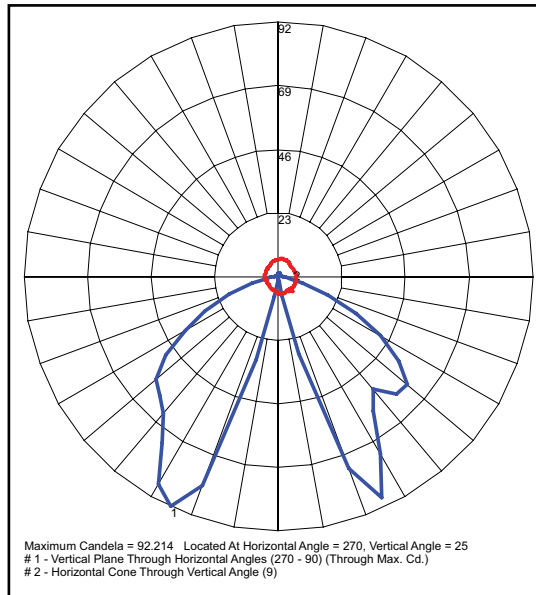 92
69
46
23
2
1
Maximum Candela = 92.214 Located At Horizontal Angle = 270, Vertical Angle = 25
# 1 - Vertical Plane Through Horizontal Angles (270 - 90) (Through Max. Cd.)
# 2 - Horizontal Cone Through Vertical Angle (9)